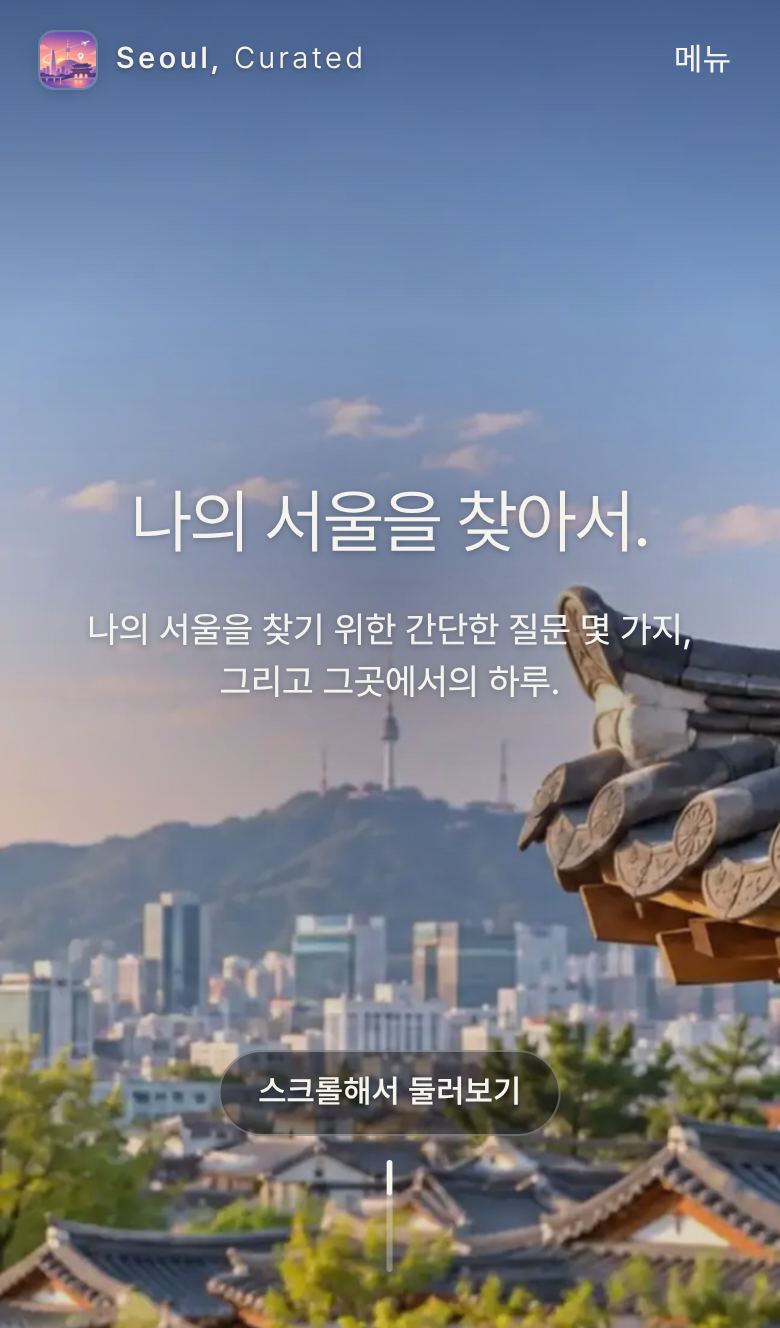 Seoul, Curated
메뉴
나의 서울을 찾아서.
나의 서울을 찾기 위한 간단한 질문 몇 가지,
그리고 그곳에서의 하루.
스크롤해서 둘러보기